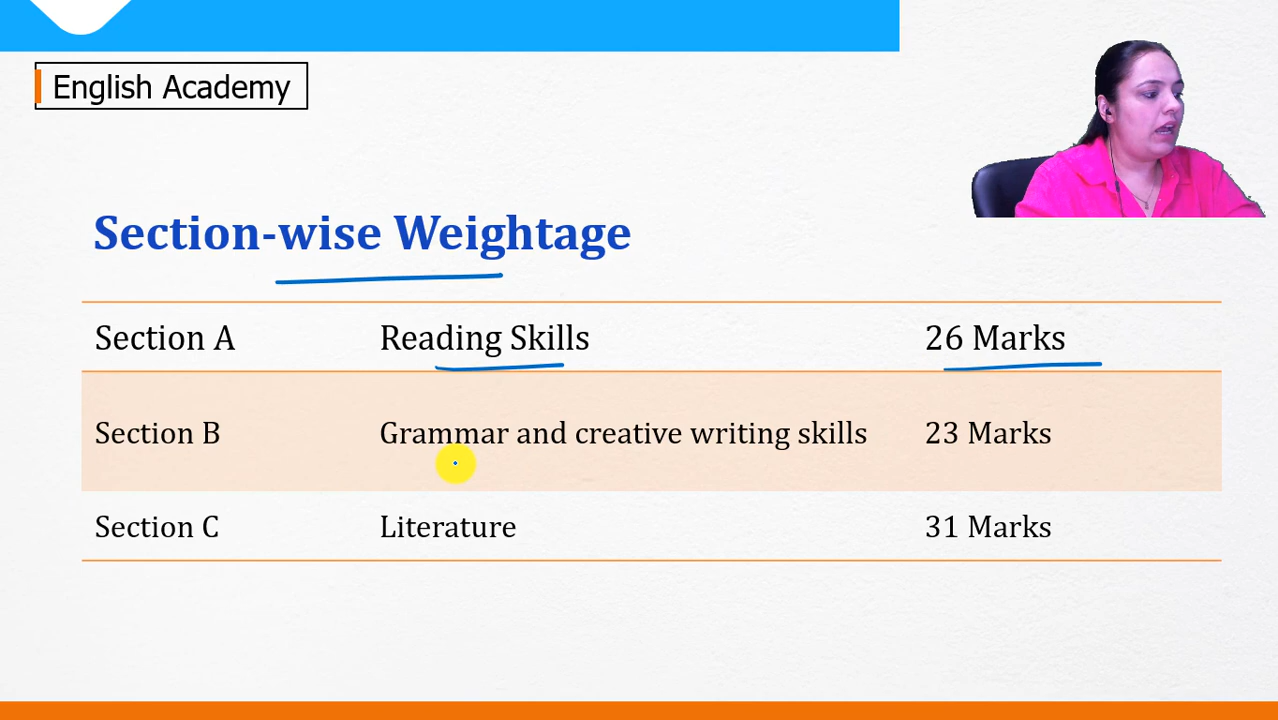 English Academy
Section-wise Weightage
Section A Reading Skills 26 Marks
Section B Grammar and creative writing skills 23 Marks
Section C Literature 31 Marks